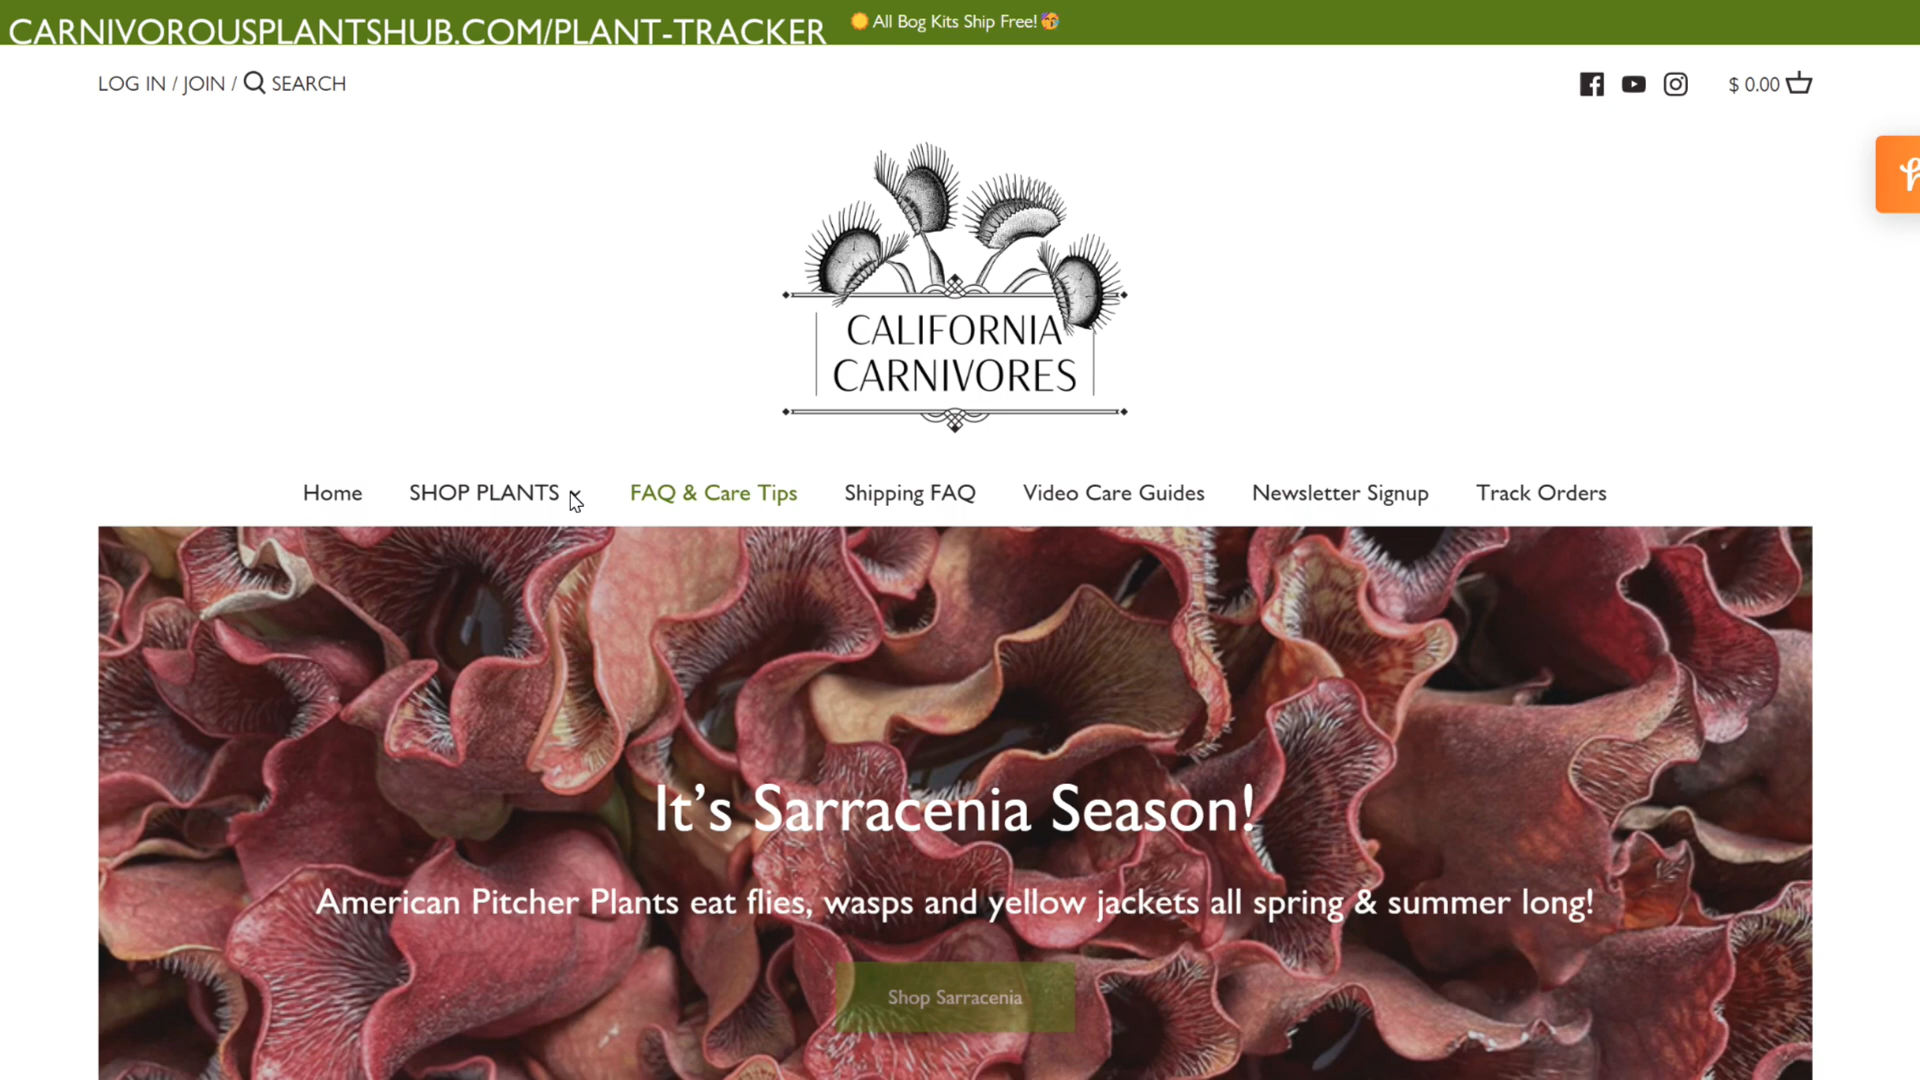 CARNIVOROUSPLANTSHUB.COM/PLANT-TRACKER
All Bog Kits Ship Free!
LOG IN / JOIN / SEARCH
$ 0.00
CALIFORNIA
CARNIVORES
Home
SHOP PLANTS
FAQ & Care Tips
Shipping FAQ
Video Care Guides
Newsletter Signup
Track Orders
It's Sarracenia Season!
American Pitcher Plants eat flies, wasps and yellow jackets all spring & summer long!
Shop Sarracenia